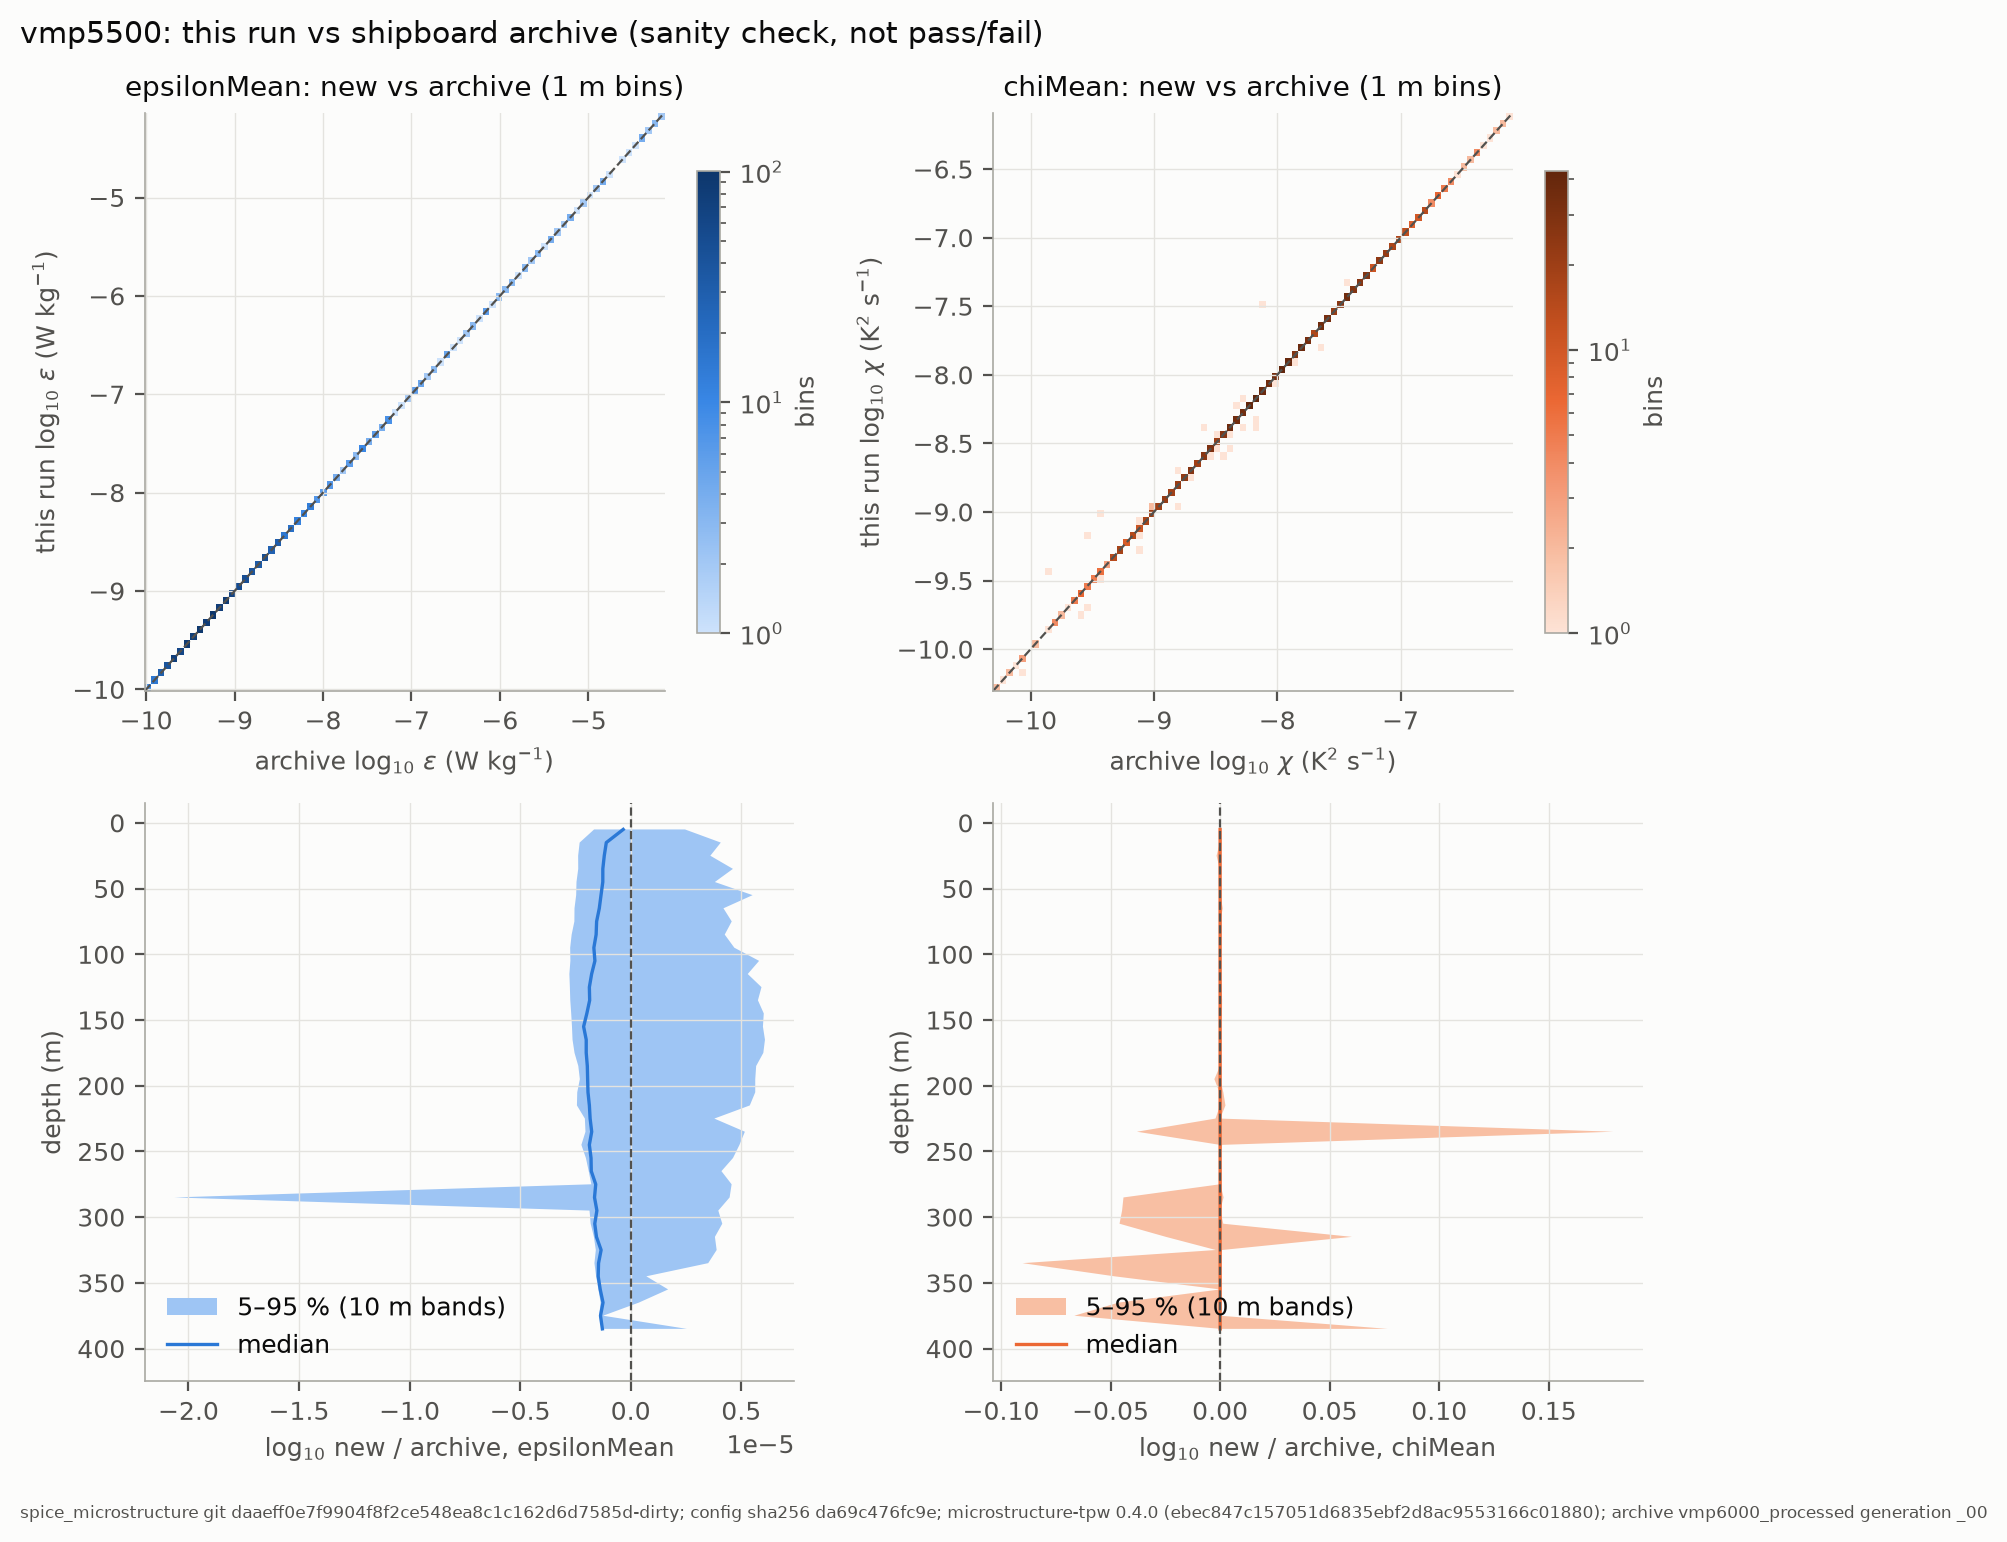 vmp5500: this run vs shipboard archive (sanity check, not pass/fail)
epsilonMean: new vs archive (1 m bins)
this run log₁₀ ε (W kg⁻¹)
−5
−6
−7
−8
−9
−10
−10 −9 −8 −7 −6 −5
archive log₁₀ ε (W kg⁻¹)
10²
10¹
10⁰
bins
chiMean: new vs archive (1 m bins)
this run log₁₀ χ (K² s⁻¹)
−6.5
−7.0
−7.5
−8.0
−8.5
−9.0
−9.5
−10.0
−10 −9 −8 −7
archive log₁₀ χ (K² s⁻¹)
10¹
10⁰
bins
depth (m)
0
50
100
150
200
250
300
350
400
5–95 % (10 m bands)
median
−2.0 −1.5 −1.0 −0.5 0.0 0.5
1e−5
log₁₀ new / archive, epsilonMean
depth (m)
0
50
100
150
200
250
300
350
400
5–95 % (10 m bands)
median
−0.10 −0.05 0.00 0.05 0.10 0.15
log₁₀ new / archive, chiMean
spice_microstructure git daaeff0e7f9904f8f2ce548ea8c1c162d6d7585d-dirty; config sha256 da69c476fc9e; microstructure-tpw 0.4.0 (ebec847c157051d6835ebf2d8ac9553166c01880); archive vmp6000_processed generation _00